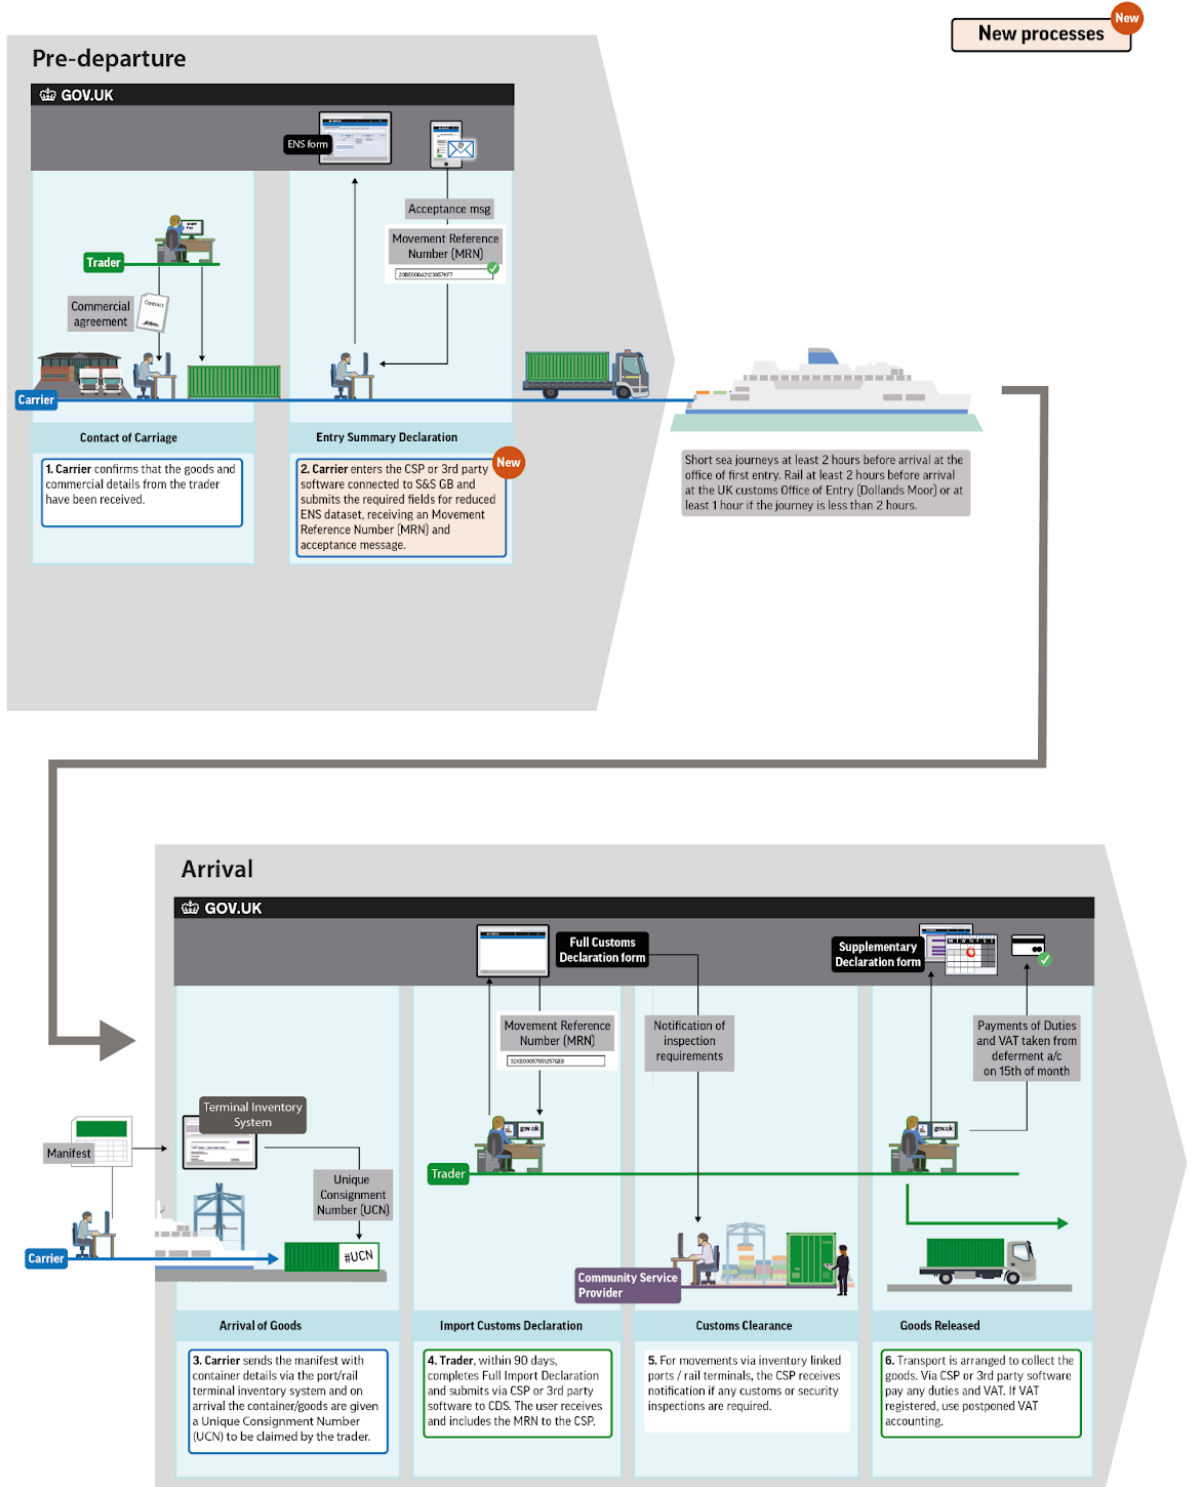 New
New processes
Pre-departure
GOV.UK
ENS form
Acceptance msg
Movement Reference
Number (MRN)
Trader
Commercial
agreement
Contract
Carrier
Contact of Carriage
1. Carrier confirms that the goods and
commercial details from the trader
have been received.
Entry Summary Declaration
New
2. Carrier enters the CSP or 3rd party
software connected to S&S GB and
submits the required fields for reduced
ENS dataset, receiving an Movement
Reference Number (MRN) and
acceptance message.
Short sea journeys at least 2 hours before arrival at the
office of first entry. Rail at least 2 hours before arrival
at the UK customs Office of Entry (Dollands Moor) or at
least 1 hour if the journey is less than 2 hours.
Arrival
GOV.UK
Full Customs
Declaration form
Supplementary
Declaration form
Movement Reference
Number (MRN)
Notification of
inspection
requirements
Payments of Duties
and VAT taken from
deferment a/c
on 15th of month
Terminal Inventory
System
Manifest
gov.uk
gov.uk
Trader
Unique
Consignment
Number (UCN)
#UCN
Carrier
Community Service
Provider
Arrival of Goods
3. Carrier sends the manifest with
container details via the port/rail
terminal inventory system and on
arrival the container/goods are given
a Unique Consignment Number
(UCN) to be claimed by the trader.
Import Customs Declaration
4. Trader, within 90 days,
completes Full Import Declaration
and submits via CSP or 3rd party
software to CDS. The user receives
and includes the MRN to the CSP.
Customs Clearance
5. For movements via inventory linked
ports / rail terminals, the CSP receives
notification if any customs or security
inspections are required.
Goods Released
6. Transport is arranged to collect the
goods. Via CSP or 3rd party software
pay any duties and VAT. If VAT
registered, use postponed VAT
accounting.